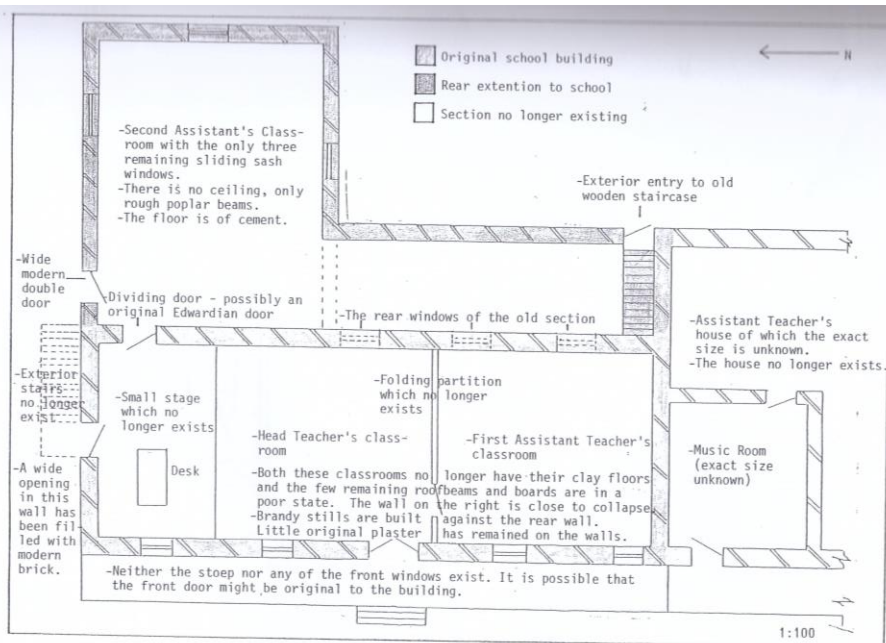 Original school building
Rear extention to school
Section no longer existing
N
-Second Assistant's Class-
room with the only three
remaining sliding sash
windows.
-There is no ceiling, only
rough poplar beams.
-The floor is of cement.
-Exterior entry to old
wooden staircase
-Wide
modern
double
door
-Dividing door - possibly an
original Edwardian door
-The rear windows of the old section
-Assistant Teacher's
house of which the exact
size is unknown.
-The house no longer exists.
-Exterior
stairs
no longer
exist
-Small stage
which no
longer exists
-Folding partition
which no longer
exists
-Head Teacher's class-
room
-First Assistant Teacher's
classroom
-Music Room
(exact size
unknown)
Desk
-Both these classrooms no longer have their clay floors
and the few remaining roofbeams and boards are in a
poor state. The wall on the right is close to collapse
-Brandy stills are built against the rear wall.
Little original plaster has remained on the walls.
-A wide
opening
in this
wall has
been fil-
led with
modern
brick.
-Neither the stoep nor any of the front windows exist. It is possible that
the front door might be original to the building.
1:100